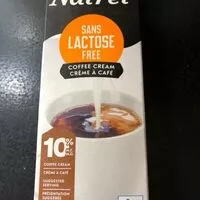 Natrel
SANS
LACTOSE
FREE
COFFEE CREAM
CRÈME À CAFÉ
10%
COFFEE CREAM
CRÈME À CAFÉ
SUGGESTED
SERVING
PRÉSENTATION
SUGGÉRÉE